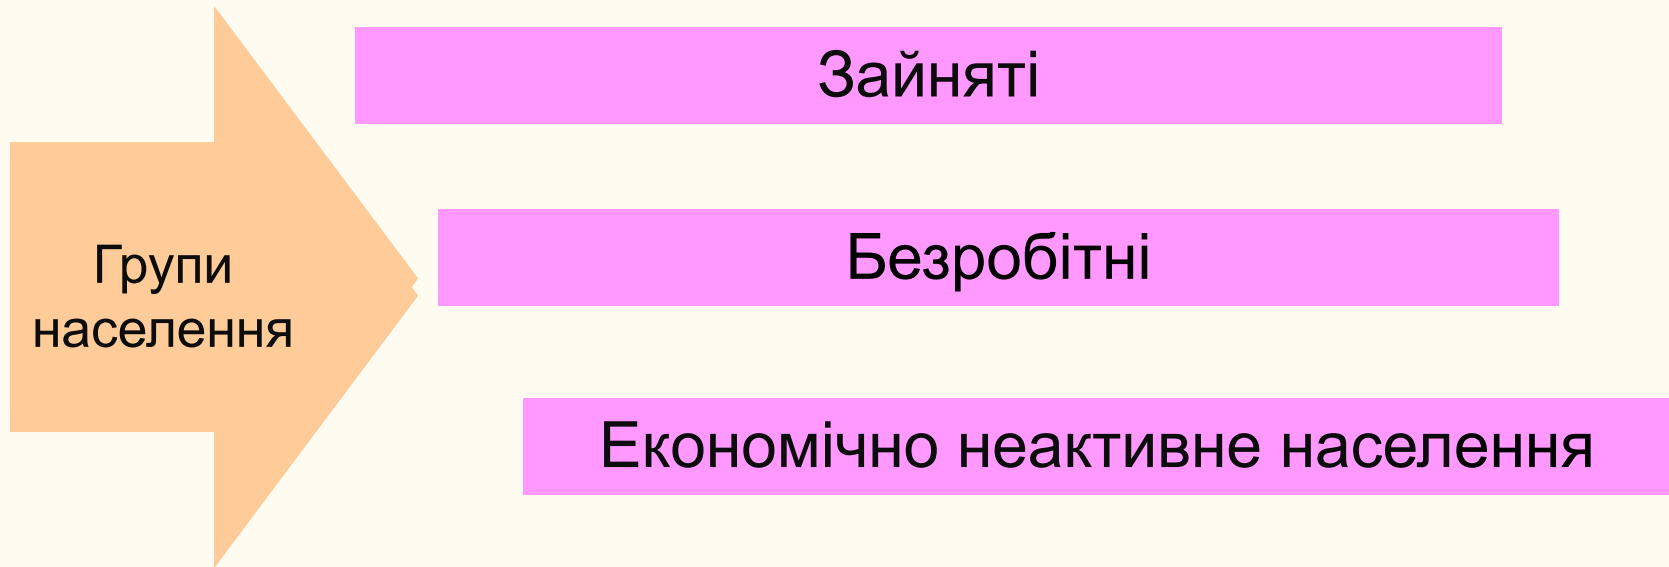 Групи
населення
Зайняті
Безробітні
Економічно неактивне населення